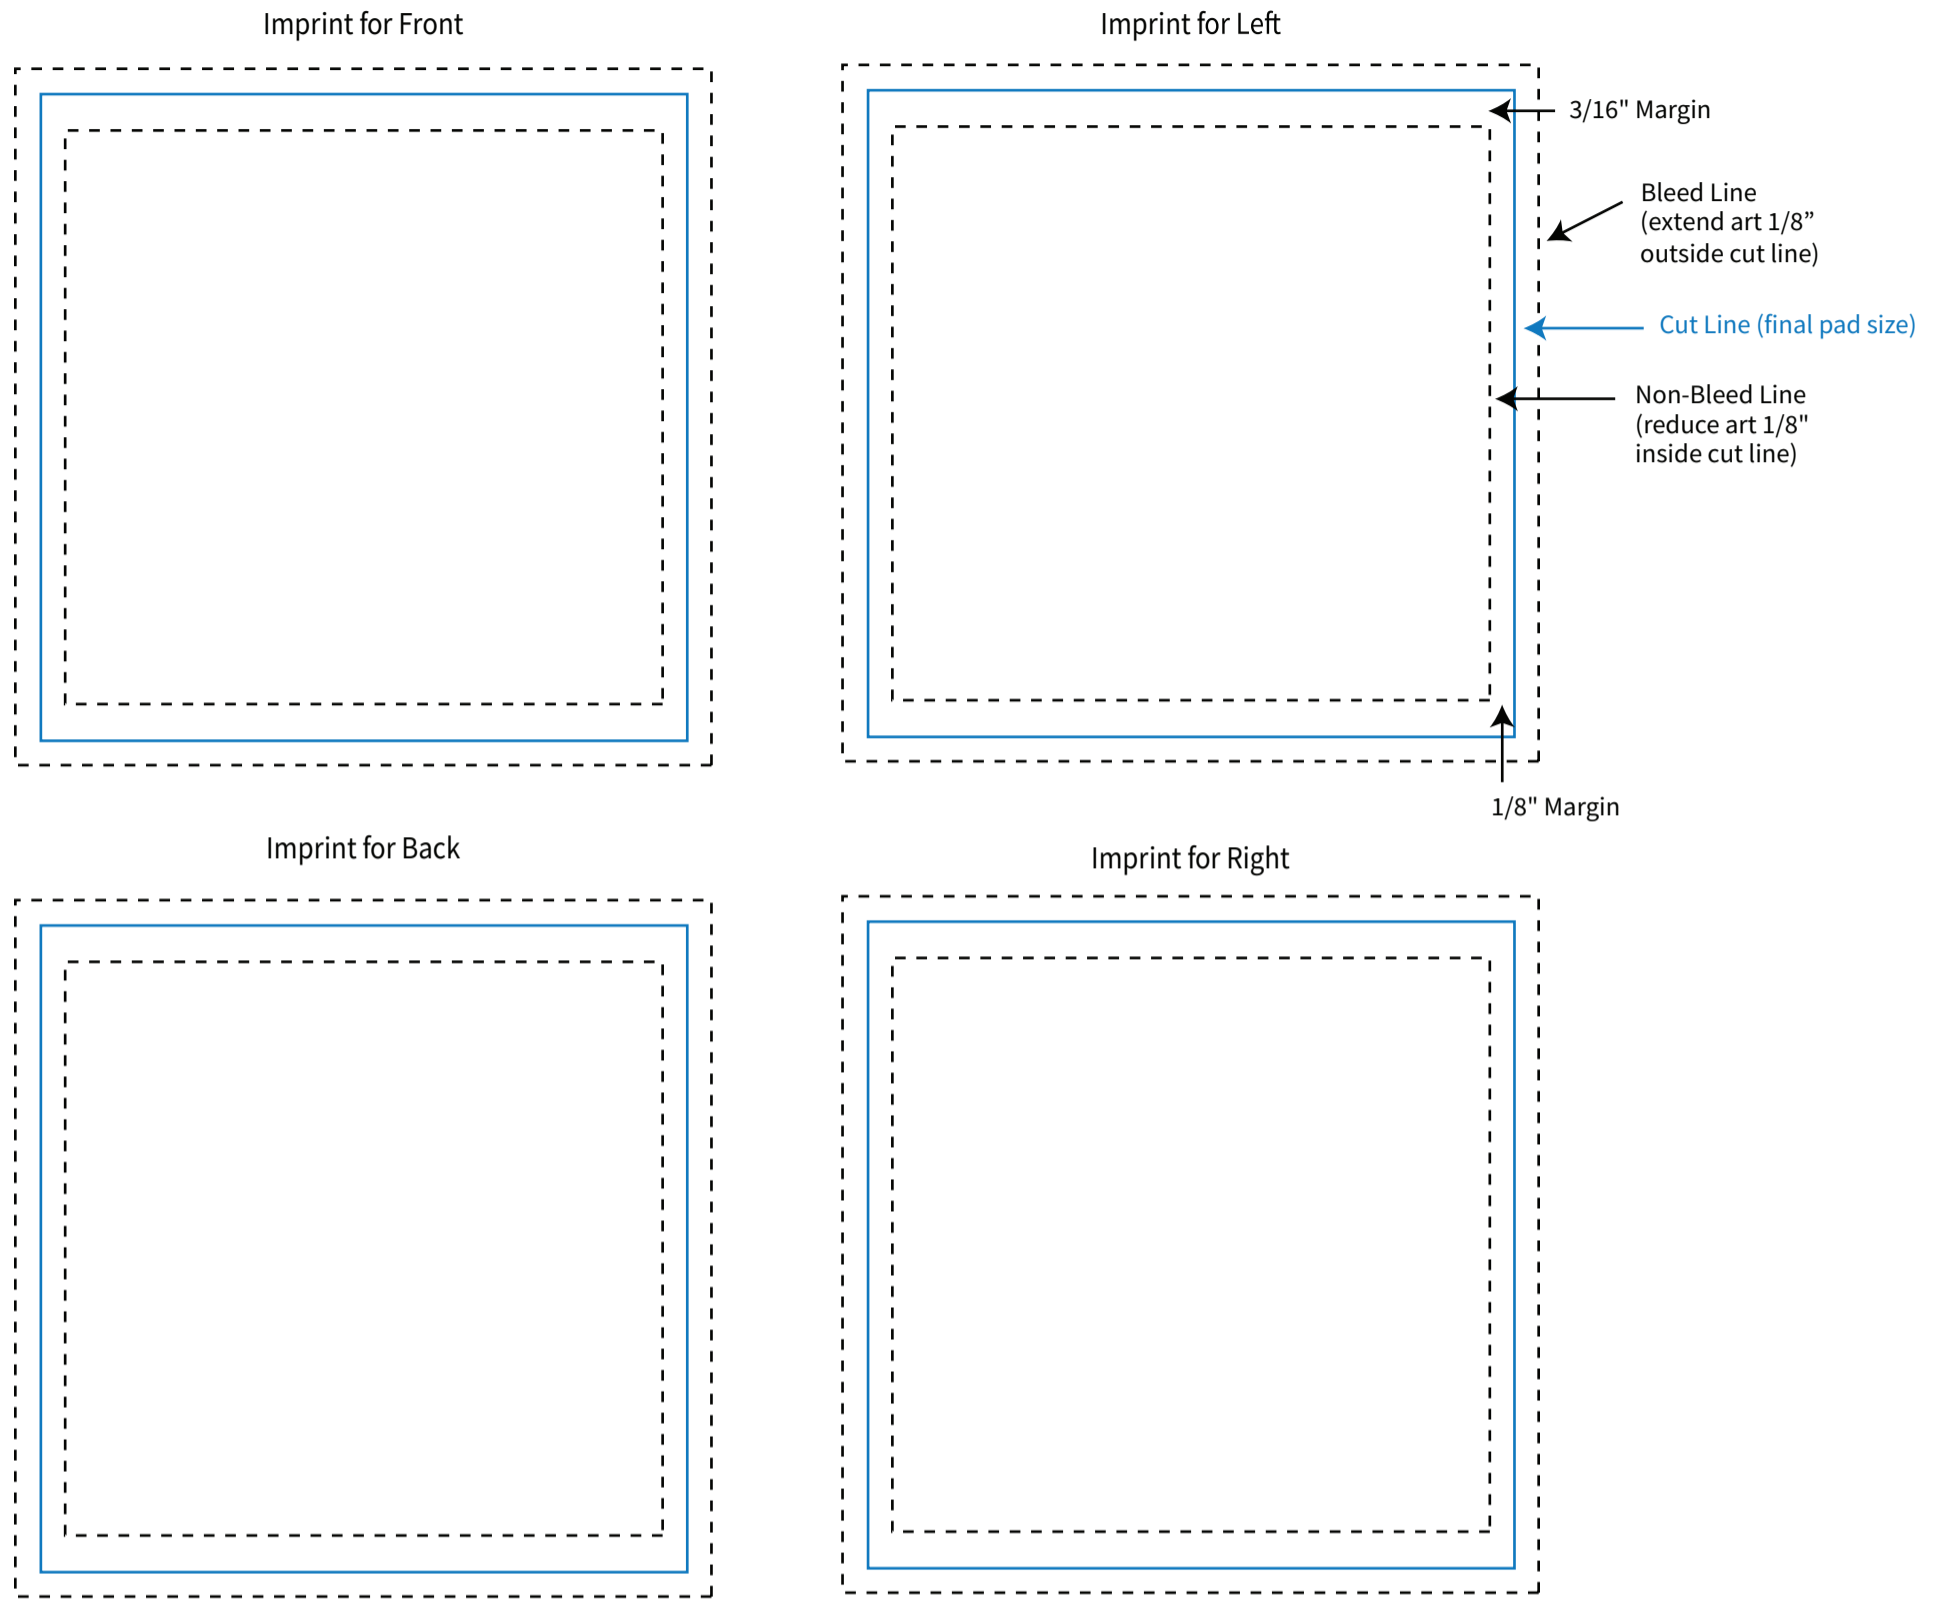 Imprint for Front
Imprint for Left
3/16" Margin
Bleed Line
(extend art 1/8”
outside cut line)
Cut Line (final pad size)
Non-Bleed Line
(reduce art 1/8"
inside cut line)
1/8" Margin
Imprint for Back
Imprint for Right